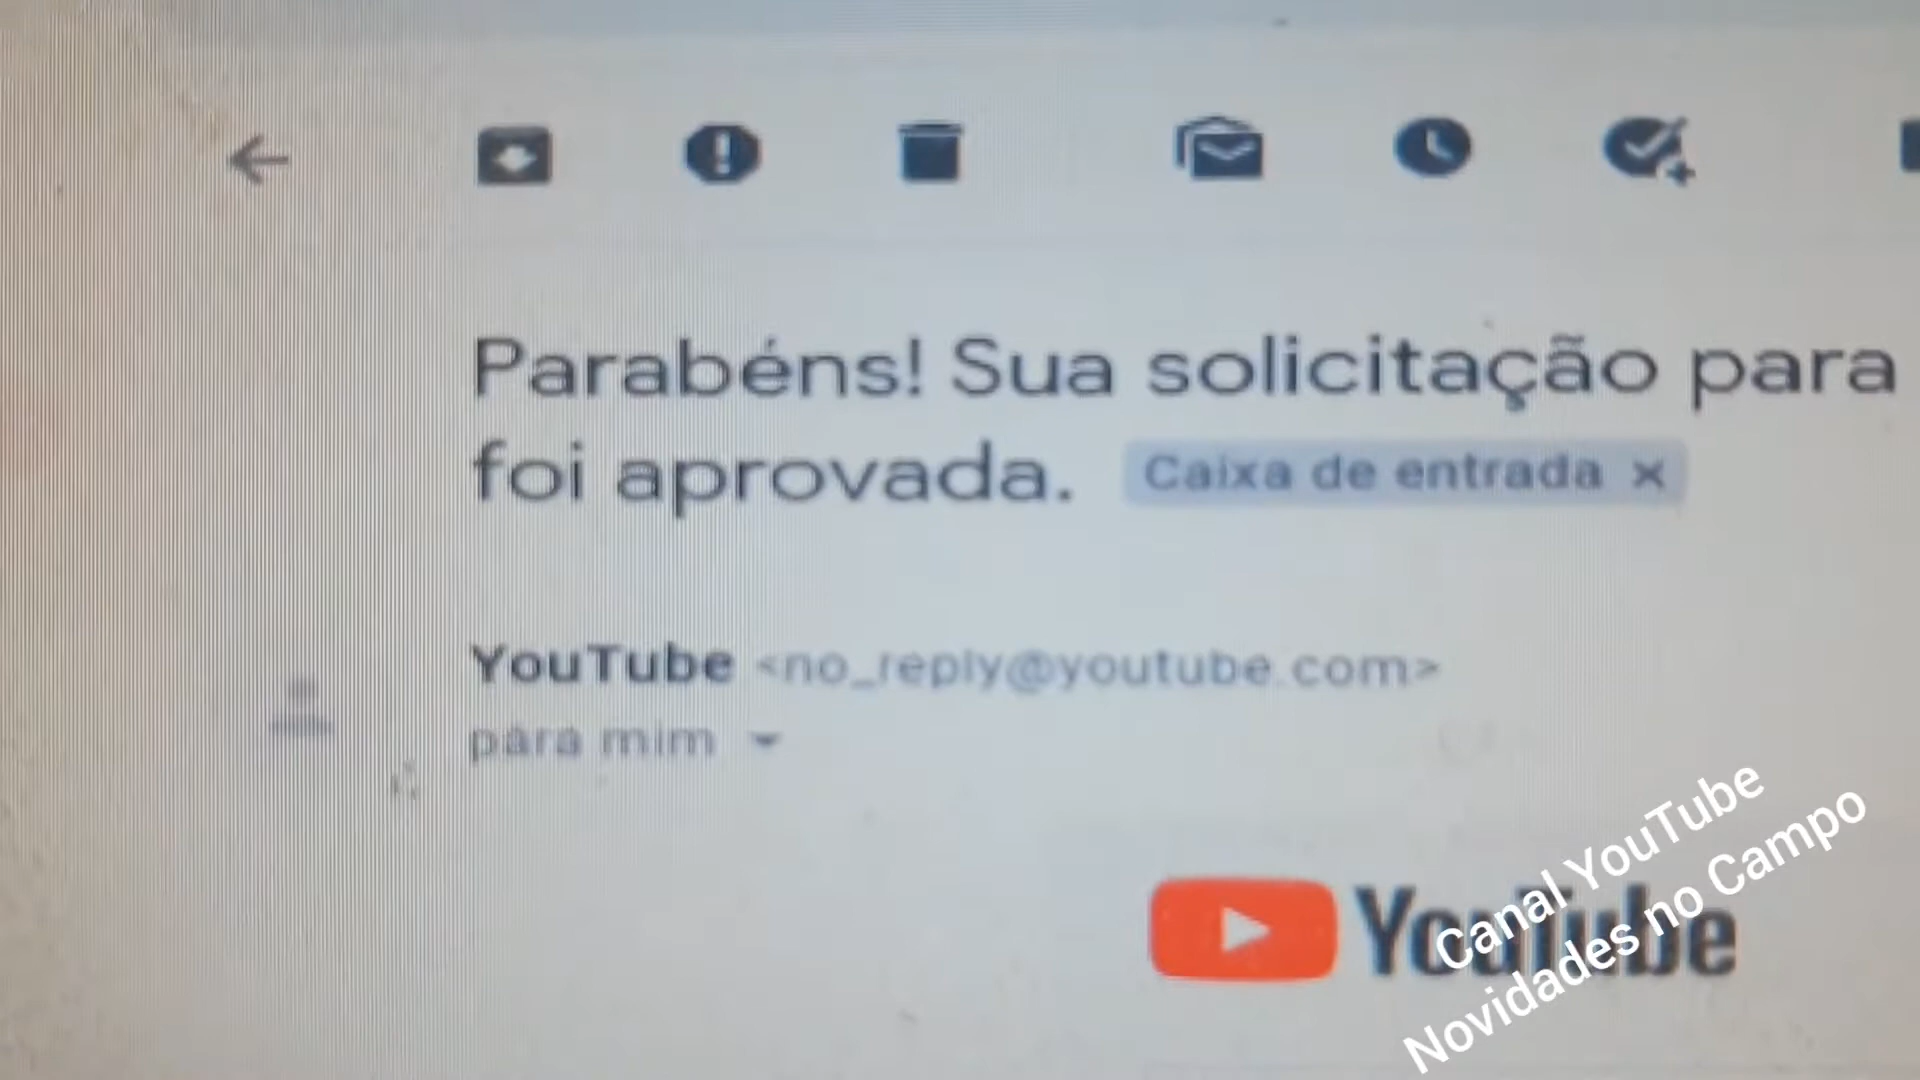 Parabéns! Sua solicitação para
foi aprovada. Caixa de entrada ×
YouTube <no_reply@youtube.com>
para mim
YouTube
Canal YouTube
Novidades no Campo